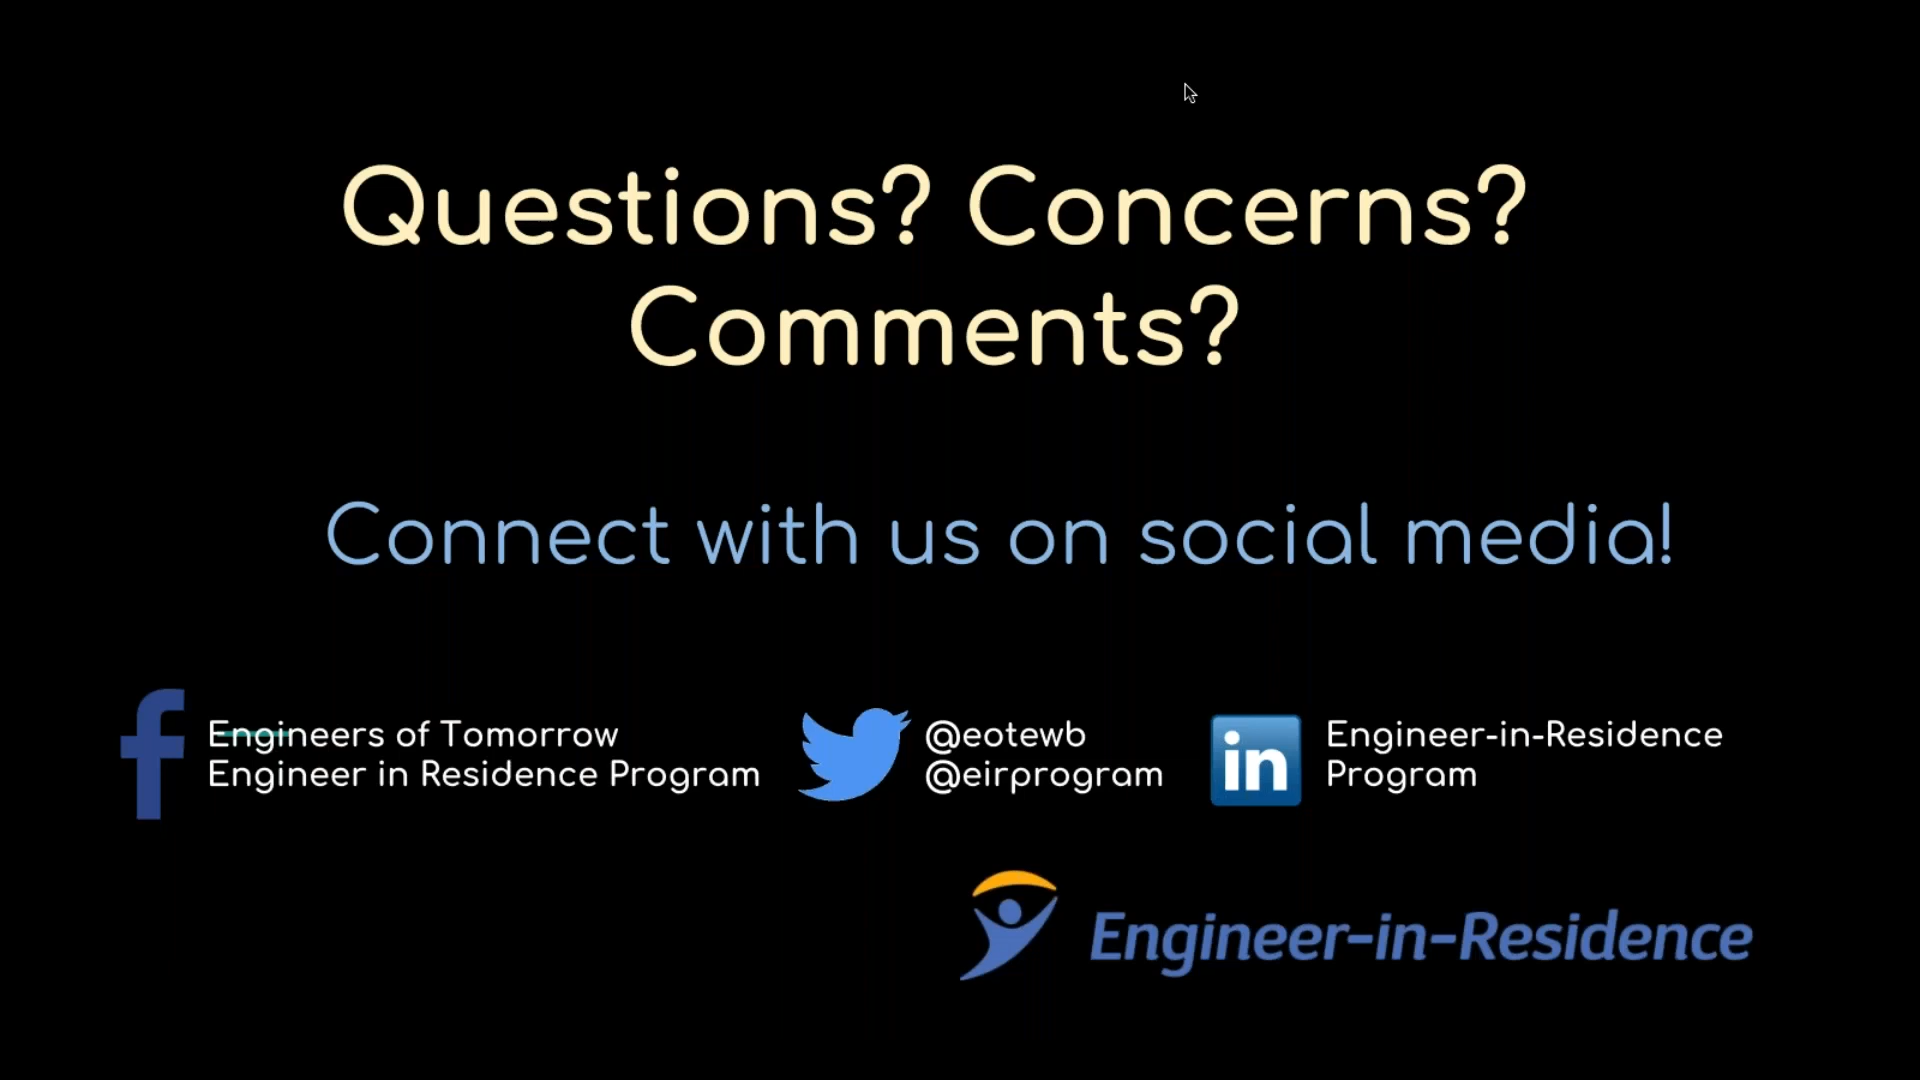 Questions? Concerns?
Comments?
Connect with us on social media!
Engineers of Tomorrow
Engineer in Residence Program
@eotewb
@eirprogram
in
Engineer-in-Residence
Program
Engineer-in-Residence